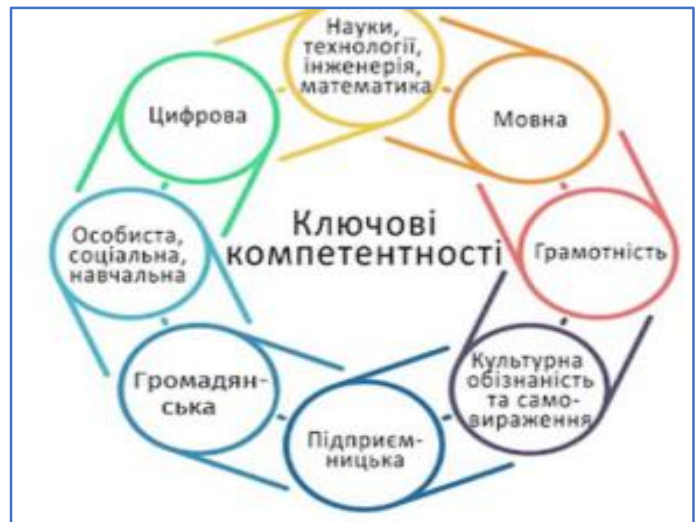 Науки,
технології,
інженерія,
математика
Мовна
Грамотність
Культурна
обізнаність
та само-
вираження
Підприєм-
ницька
Громадян-
ська
Особиста,
соціальна,
навчальна
Цифрова
Ключові
компетентності